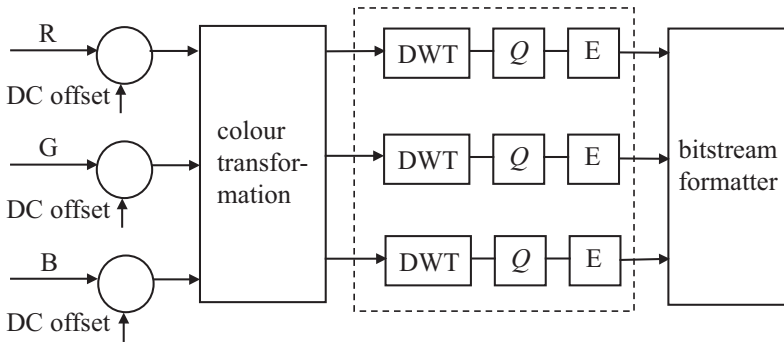 R
DC offset
G
DC offset
B
DC offset
colour
transfor-
mation
DWT Q E
DWT Q E
DWT Q E
bitstream
formatter